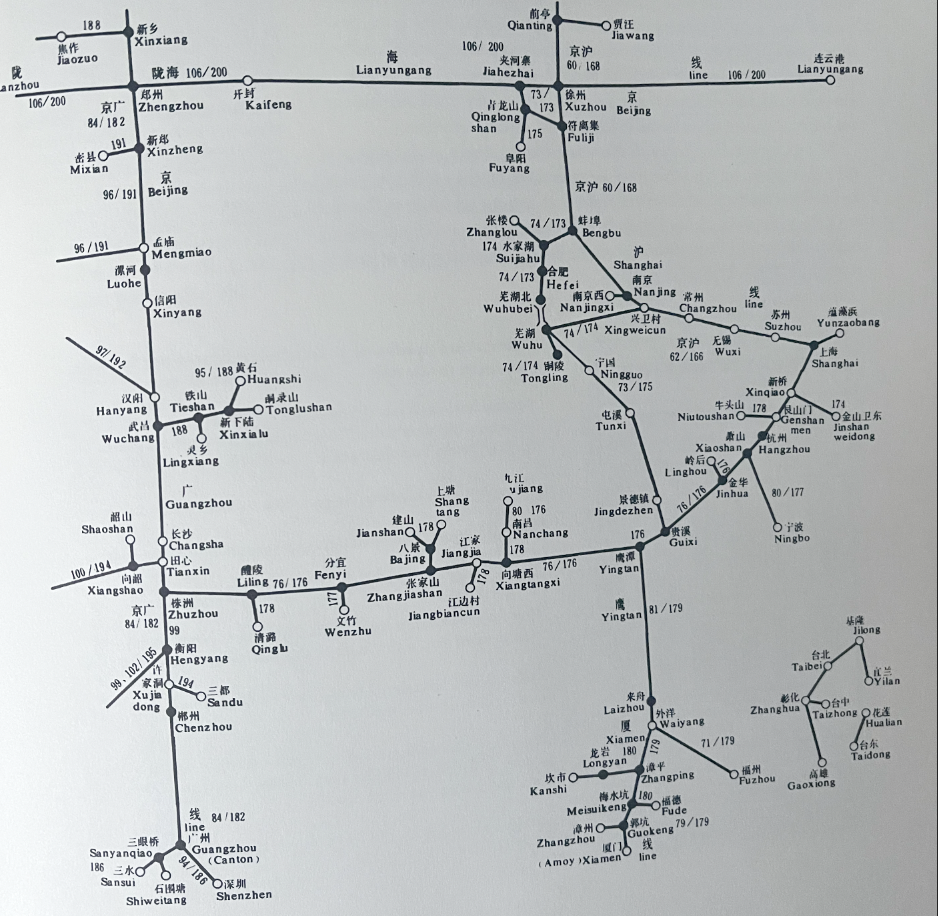 188
新乡
Xinxiang
焦作
Jiaozuo
陇
anzhou
106/200
陇海 106/200
郑州
Zhengzhou
开封
Kaifeng
海
Lianyungang
106/200
夹河寨
Jiahezhai
前亭
Qianting
贾汪
Jiawang
京沪
60/168
线
line
106/200
连云港
Lianyungang
73/
173
徐州
Xuzhou
京
Beijing
青龙山
Qinglong
shan
符离集
Fuliji
175
阜阳
Fuyang
京广
84/182
191
新郑
Xinzheng
密县
Mixian
京
Beijing
96/191
96/191
孟庙
Mengmiao
漯河
Luohe
信阳
Xinyang
京沪 60/168
张楼
Zhanglou
74/173
蚌埠
Bengbu
174 水家湖
Suijiahu
沪
Shanghai
74/173
合肥
Hefei
南京
Nanjing
南京西
Nanjingxi
芜湖北
Wuhubei
常州
Changzhou
线
line
苏州
Suzhou
蕰藻浜
Yunzaobang
兴卫村
Xingweicun
芜湖
Wuhu
74/174
京沪
62/166
无锡
Wuxi
上海
Shanghai
74/174
铜陵
Tongling
宁国
Ningguo
73/175
新桥
Xinqiao
牛头山
Niutoushan
178
艮山门
Genshan
men
174
金山卫东
Jinshan
weidong
屯溪
Tunxi
萧山
Xiaoshan
杭州
Hangzhou
岭后
Linghou
176
金华
Jinhua
76/176
80/177
宁波
Ningbo
景德镇
Jingdezhen
贵溪
Guixi
97/192
汉阳
Hanyang
武昌
Wuchang
95/188
黄石
Huangshi
铁山
Tieshan
铜录山
Tonglushan
188
新下陆
Xinxialu
灵乡
Lingxiang
广
Guangzhou
韶山
Shaoshan
长沙
Changsha
田心
Tianxin
100/194
向韶
Xiangshao
醴陵
Liling
76/176
178
清潞
Qinglu
分宜
Fenyi
177
文竹
Wenzhu
建山
Jianshan
178
上塘
Shang
tang
八景
Bajing
张家山
Zhangjiashan
江家
Jiangjia
178
江边村
Jiangbiancun
九江
ujiang
80 176
南昌
Nanchang
178
向塘西
Xiangtangxi
76/176
176
鹰潭
Yingtan
京广
84/182
株洲
Zhuzhou
99
99、102/195
衡阳
Hengyang
许
家洞
Xujia
dong
194
三都
Sandu
郴州
Chenzhou
鹰
Yingtan
81/179
来舟
Laizhou
外洋
Waiyang
厦
Xiamen
179
71/179
福州
Fuzhou
龙岩
Longyan
180
坎市
Kanshi
漳平
Zhangping
梅水坑
Meisuikeng
180
福德
Fude
漳州
Zhangzhou
郭坑
Guokeng
79/179
厦门
(Amoy) Xiamen
线
line
基隆
Jilong
台北
Taibei
宜兰
Yilan
彰化
Zhanghua
台中
Taizhong
花莲
Hualian
台东
Taidong
高雄
Gaoxiong
线
line
84/182
三眼桥
Sanyanqiao
广州
Guangzhou
(Canton)
186
三水
Sansui
石围塘
Shiweitang
94/186
深圳
Shenzhen